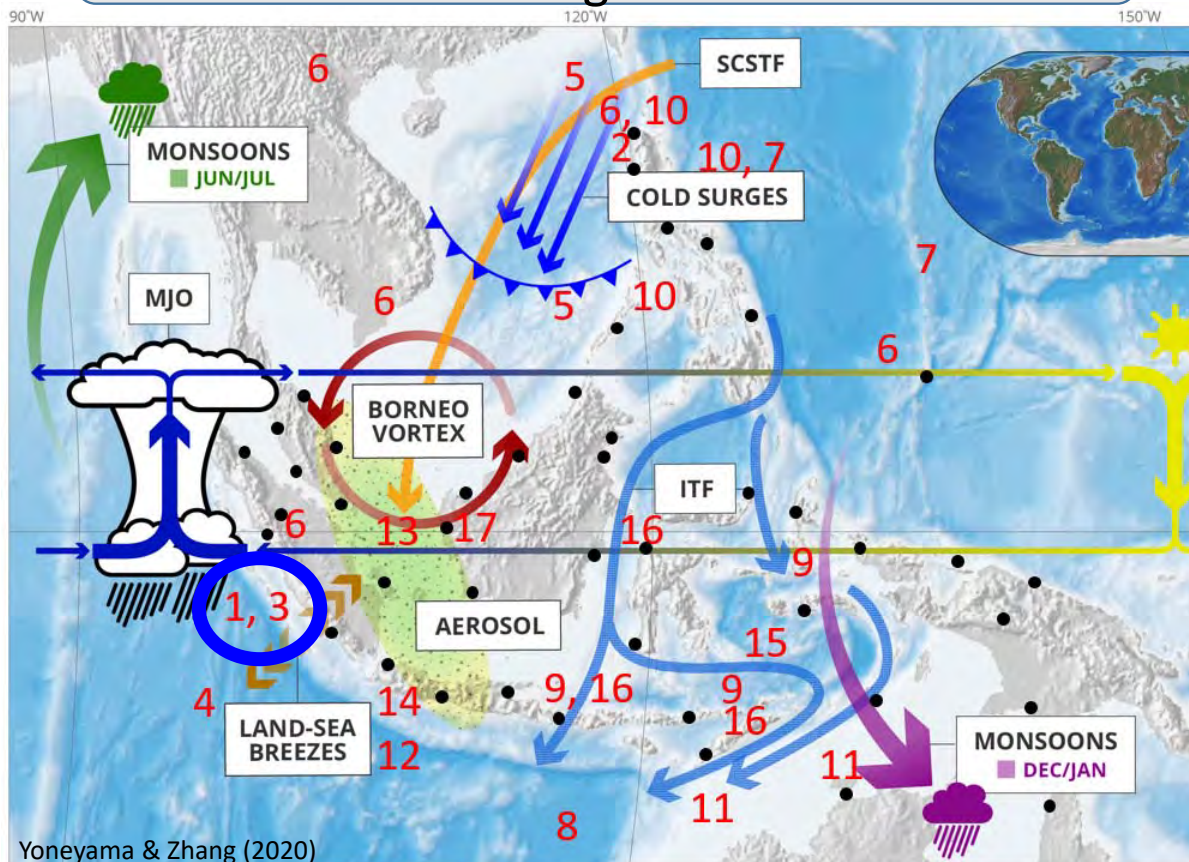 90°W
120°W
150°W
SCSTF
6
5
6, 10
MONSOONS
JUN/JUL
2
10, 7
COLD SURGES
7
MJO
6
5
10
6
BORNEO
VORTEX
ITF
6
13
17
16
9
1, 3
AEROSOL
15
4
14
9, 16
9
16
LAND-SEA
BREEZES
12
MONSOONS
DEC/JAN
11
11
8
Yoneyama & Zhang (2020)